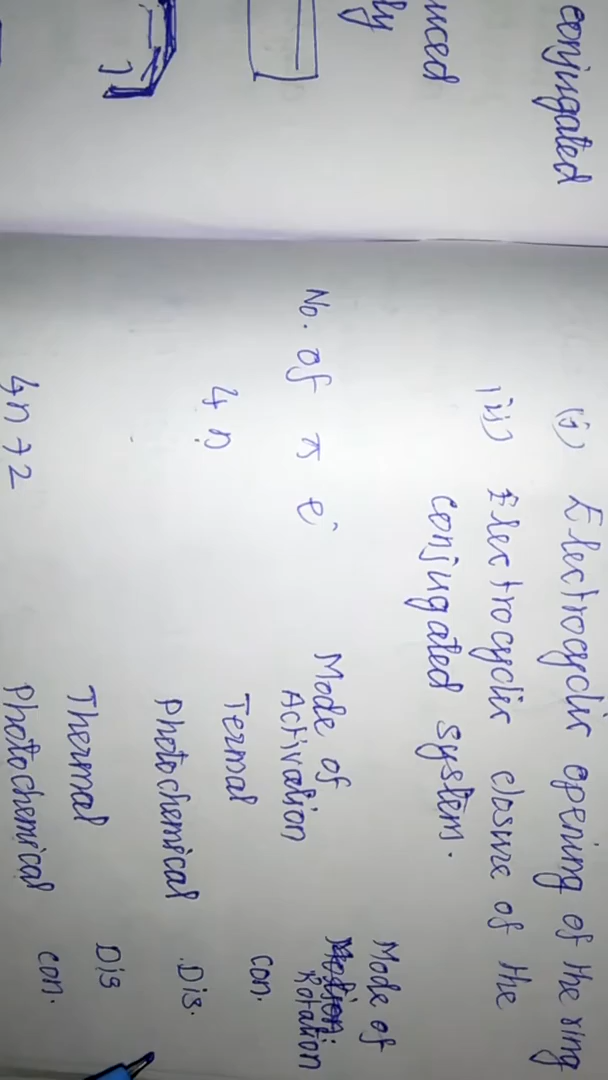 conjugated
uced
ly
(i) Electrocyclic opening of the ring
(ii) Electrocyclic closure of the
conjugated system.
No. of π e⁻ Mode of Activation Mode of Rotation
4n Termal con.
Photochemical Dis.
4n+2 Thermal Dis
Photochemical con.